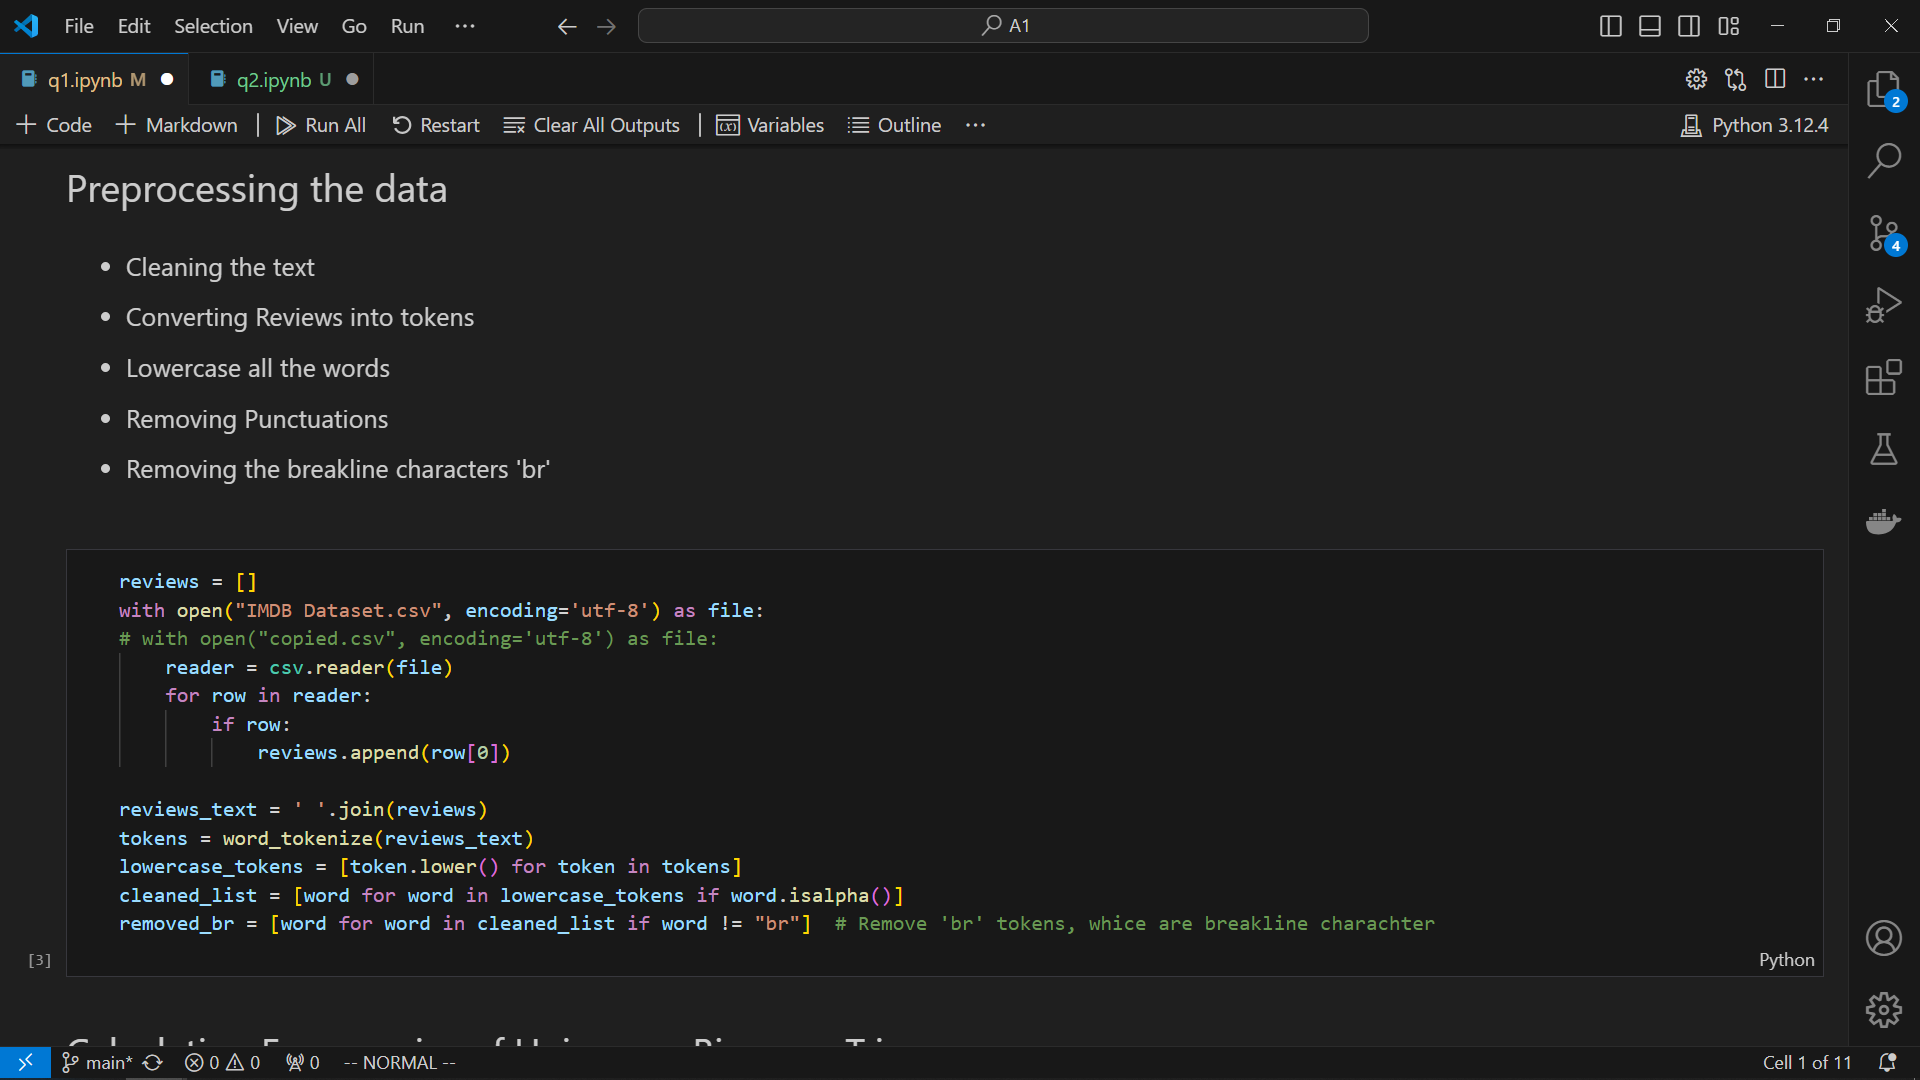 File Edit Selection View Go Run ··· A1
q1.ipynb M q2.ipynb U
Code Markdown Run All Restart Clear All Outputs Variables Outline ··· Python 3.12.4
2
4
Preprocessing the data
• Cleaning the text
• Converting Reviews into tokens
• Lowercase all the words
• Removing Punctuations
• Removing the breakline characters 'br'
reviews = []
with open("IMDB Dataset.csv", encoding='utf-8') as file:
# with open("copied.csv", encoding='utf-8') as file:
    reader = csv.reader(file)
    for row in reader:
        if row:
            reviews.append(row[0])
reviews_text = ' '.join(reviews)
tokens = word_tokenize(reviews_text)
lowercase_tokens = [token.lower() for token in tokens]
cleaned_list = [word for word in lowercase_tokens if word.isalpha()]
removed_br = [word for word in cleaned_list if word != "br"]  # Remove 'br' tokens, whice are breakline charachter
[3] Python
main* 0 0 0 -- NORMAL -- Cell 1 of 11